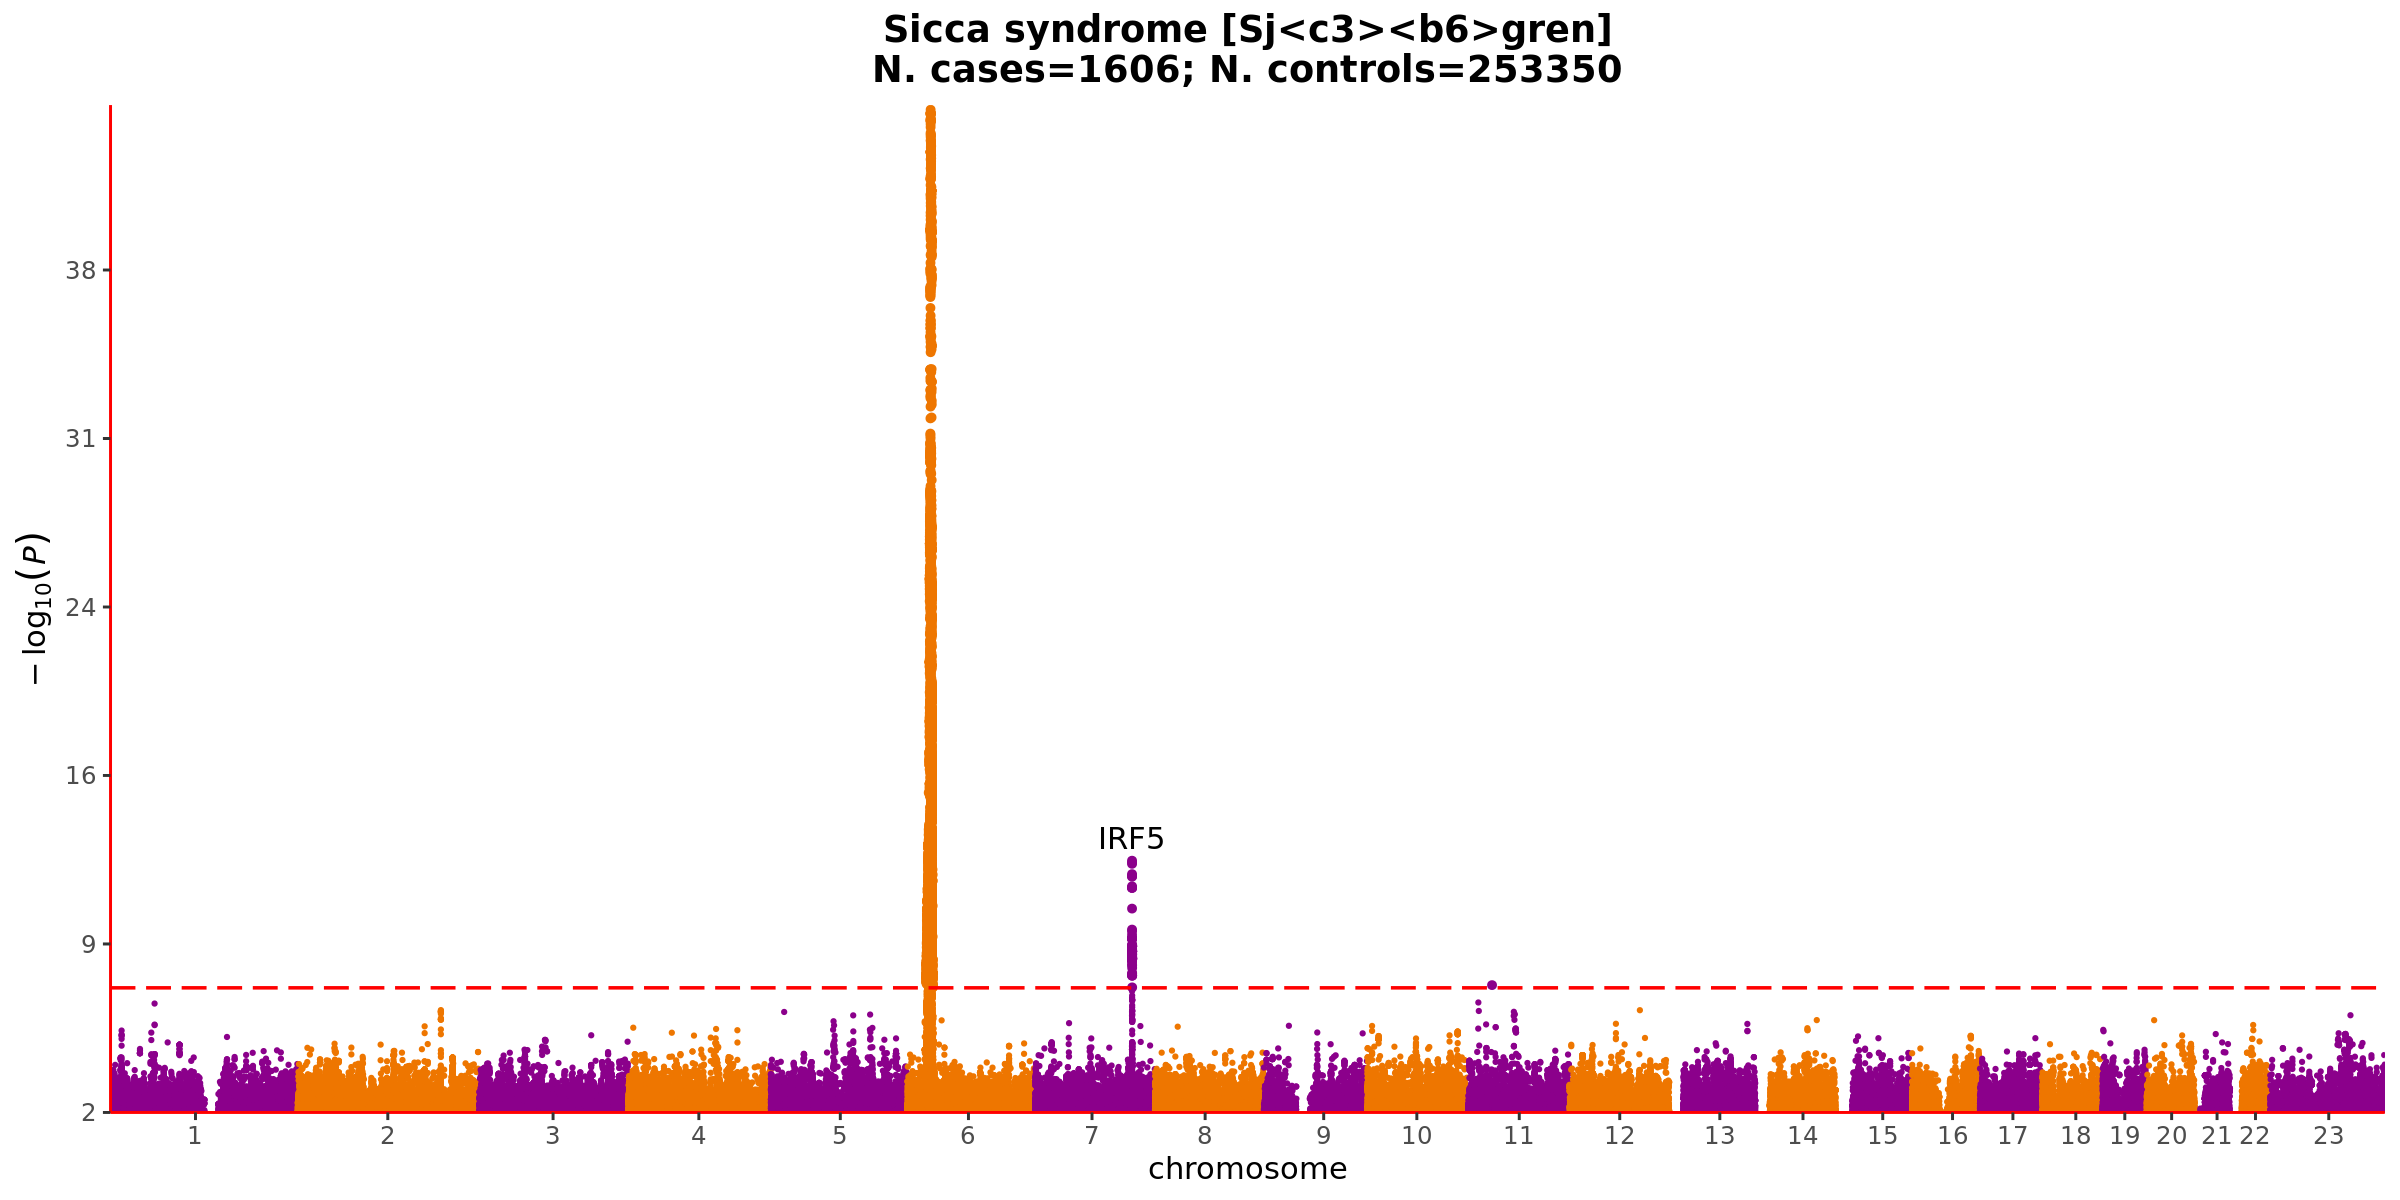 Sicca syndrome [Sj<c3><b6>gren]
N. cases=1606; N. controls=253350
38
31
24
16
9
2
− log10(P)
IRF5
1 2 3 4 5 6 7 8 9 10 11 12 13 14 15 16 17 18 19 20 21 22 23
chromosome